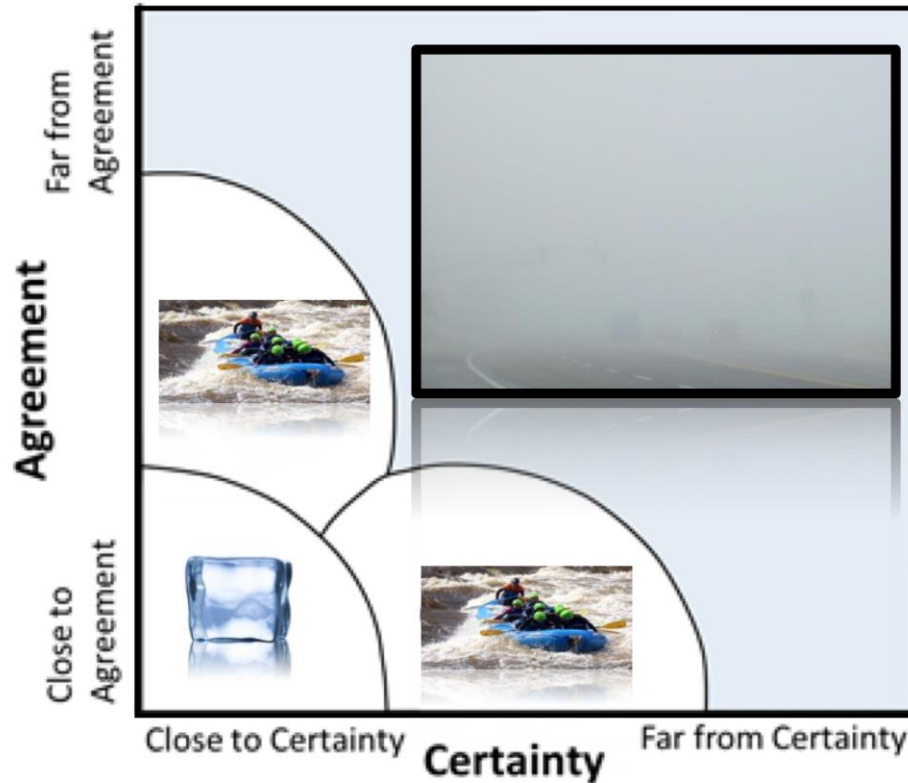 Far from
Agreement
Agreement
Close to
Agreement
Close to Certainty
Certainty
Far from Certainty